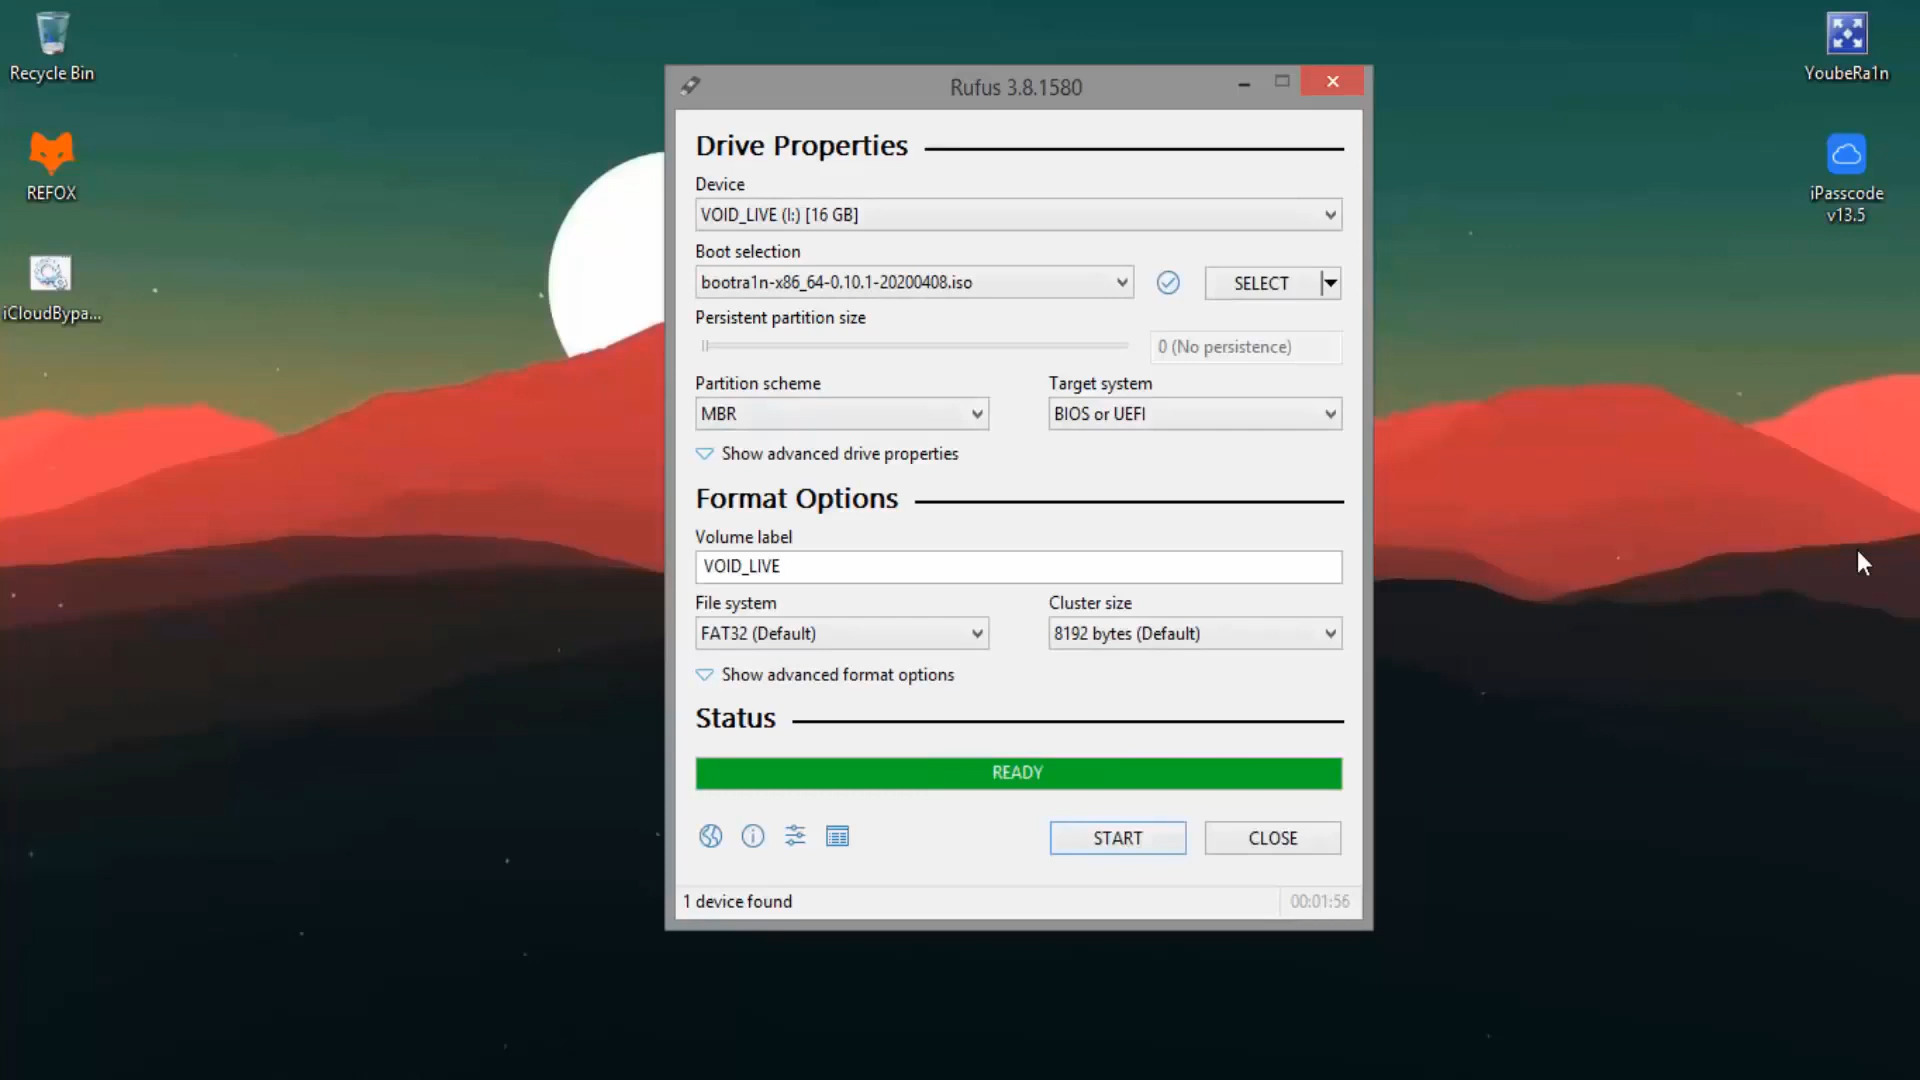 Recycle Bin
REFOX
iCloudBypa...
YoubeRa1n
iPasscode
v13.5
Rufus 3.8.1580
Drive Properties
Device
VOID_LIVE (I:) [16 GB]
Boot selection
bootra1n-x86_64-0.10.1-20200408.iso
SELECT
Persistent partition size
0 (No persistence)
Partition scheme
Target system
MBR
BIOS or UEFI
Show advanced drive properties
Format Options
Volume label
VOID_LIVE
File system
Cluster size
FAT32 (Default)
8192 bytes (Default)
Show advanced format options
Status
READY
START
CLOSE
1 device found
00:01:56